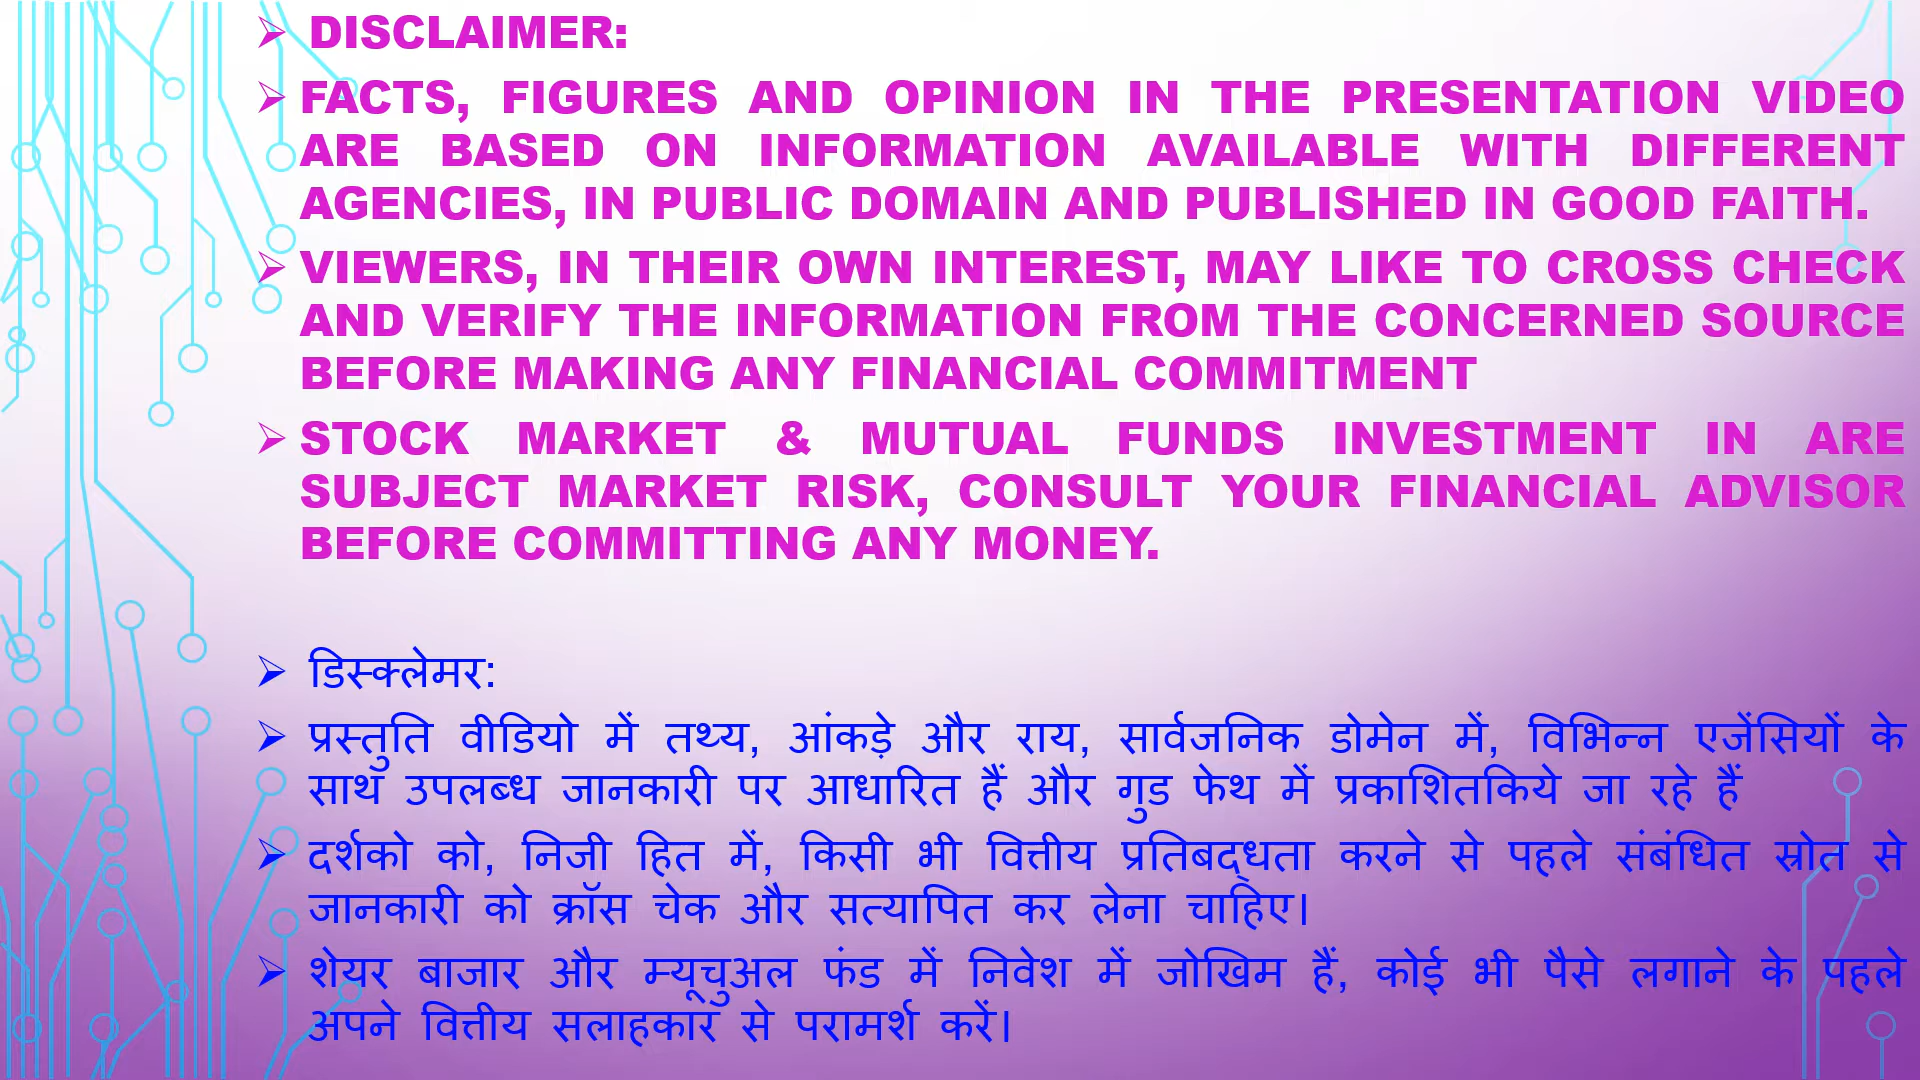 DISCLAIMER:
FACTS, FIGURES AND OPINION IN THE PRESENTATION VIDEO
ARE BASED ON INFORMATION AVAILABLE WITH DIFFERENT
AGENCIES, IN PUBLIC DOMAIN AND PUBLISHED IN GOOD FAITH.
VIEWERS, IN THEIR OWN INTEREST, MAY LIKE TO CROSS CHECK
AND VERIFY THE INFORMATION FROM THE CONCERNED SOURCE
BEFORE MAKING ANY FINANCIAL COMMITMENT
STOCK MARKET & MUTUAL FUNDS INVESTMENT IN ARE
SUBJECT MARKET RISK, CONSULT YOUR FINANCIAL ADVISOR
BEFORE COMMITTING ANY MONEY.
डिस्क्लेमर:
प्रस्तुति वीडियो में तथ्य, आंकड़े और राय, सार्वजनिक डोमेन में, विभिन्न एजेंसियों के
साथ उपलब्ध जानकारी पर आधारित हैं और गुड फेथ में प्रकाशितकिये जा रहे हैं
दर्शको को, निजी हित में, किसी भी वित्तीय प्रतिबद्धता करने से पहले संबंधित स्रोत से
जानकारी को क्रॉस चेक और सत्यापित कर लेना चाहिए।
शेयर बाजार और म्यूचुअल फंड में निवेश में जोखिम हैं, कोई भी पैसे लगाने के पहले
अपने वित्तीय सलाहकार से परामर्श करें।